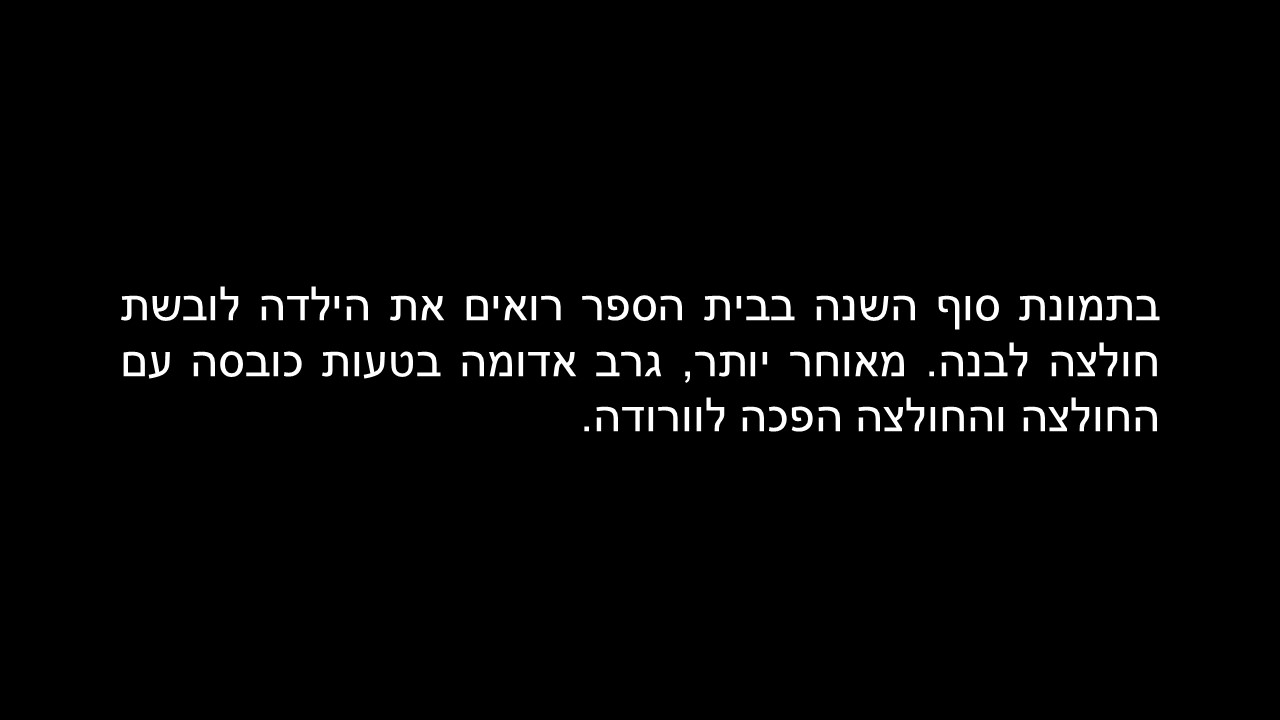 בתמונת סוף השנה בבית הספר רואים את הילדה לובשת
חולצה לבנה. מאוחר יותר, גרב אדומה בטעות כובסה עם
החולצה והחולצה הפכה לוורודה.